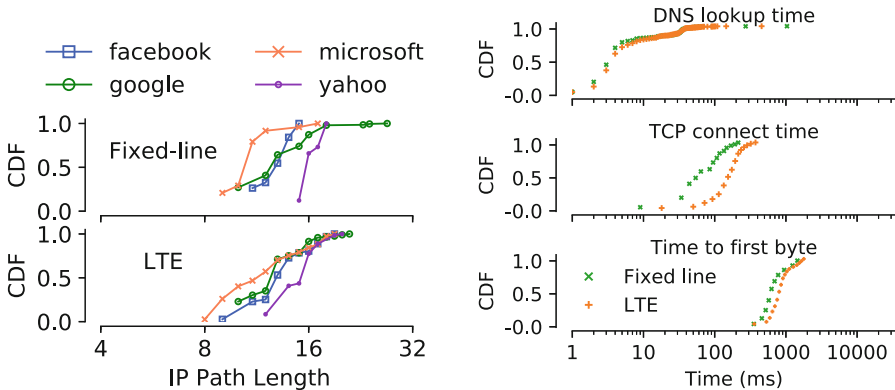 facebook
microsoft
google
yahoo
CDF
1.0
0.5
0.0
Fixed-line
CDF
1.0
0.5
0.0
LTE
4
8
16
32
IP Path Length
DNS lookup time
CDF
1.0
0.5
-0.0
TCP connect time
CDF
1.0
0.5
-0.0
Time to first byte
CDF
1.0
0.5
-0.0
Fixed line
LTE
1
10
100
1000
10000
Time (ms)